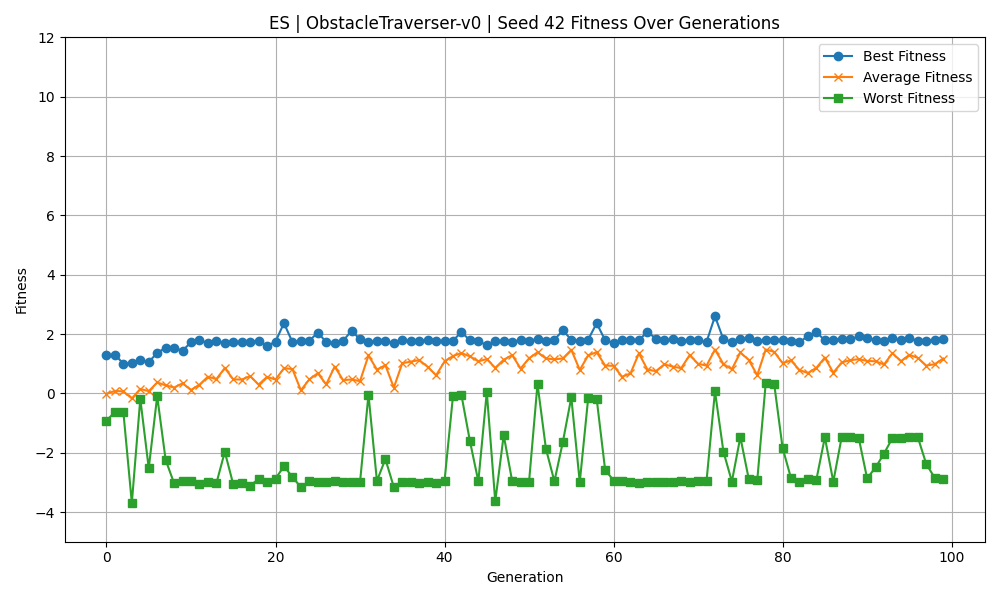 ES | ObstacleTraverser-v0 | Seed 42 Fitness Over Generations
Best Fitness
Average Fitness
Worst Fitness
Fitness
12
10
8
6
4
2
0
−2
−4
0
20
40
60
80
100
Generation